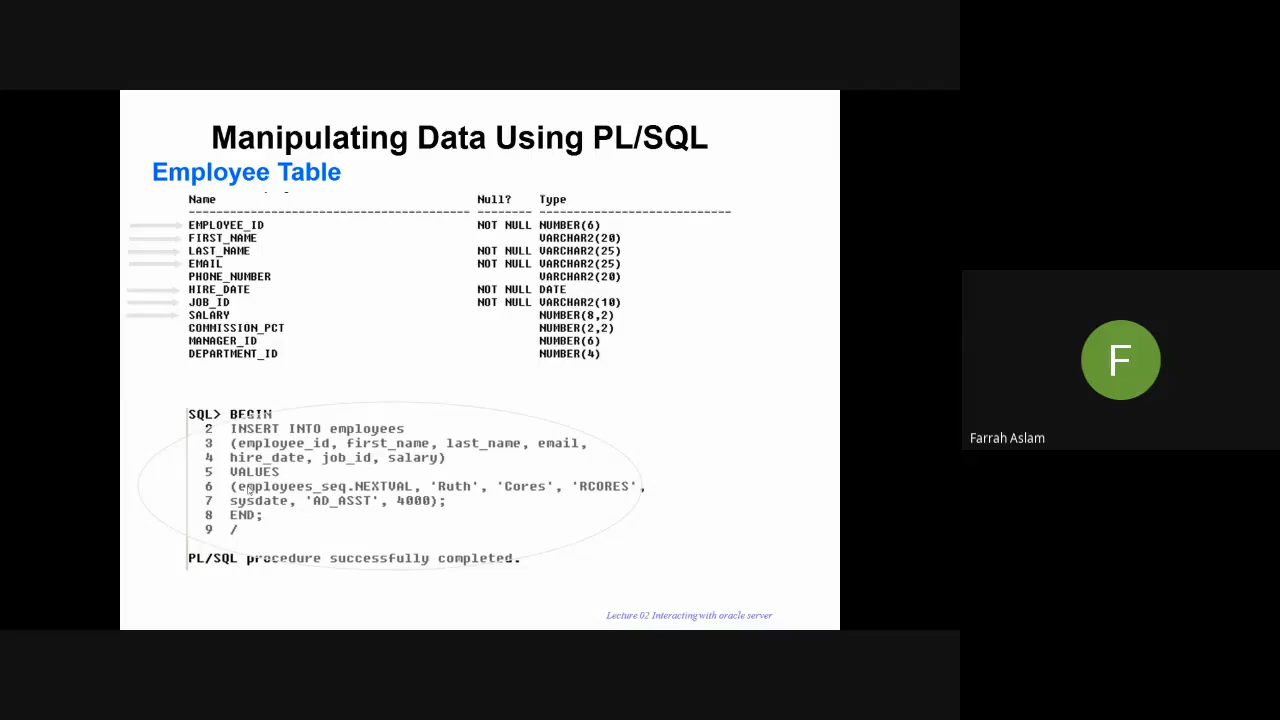 Manipulating Data Using PL/SQL
Employee Table
Name Null? Type
----------------------------------------- -------- ----------------------------
EMPLOYEE_ID NOT NULL NUMBER(6)
FIRST_NAME VARCHAR2(20)
LAST_NAME NOT NULL VARCHAR2(25)
EMAIL NOT NULL VARCHAR2(25)
PHONE_NUMBER VARCHAR2(20)
HIRE_DATE NOT NULL DATE
JOB_ID NOT NULL VARCHAR2(10)
SALARY NUMBER(8,2)
COMMISSION_PCT NUMBER(2,2)
MANAGER_ID NUMBER(6)
DEPARTMENT_ID NUMBER(4)
SQL> BEGIN
2 INSERT INTO employees
3 (employee_id, first_name, last_name, email,
4 hire_date, job_id, salary)
5 VALUES
6 (employees_seq.NEXTVAL, 'Ruth', 'Cores', 'RCORES',
7 sysdate, 'AD_ASST', 4000);
8 END;
9 /
PL/SQL procedure successfully completed.
Lecture 02 Interacting with oracle server
F
Farrah Aslam